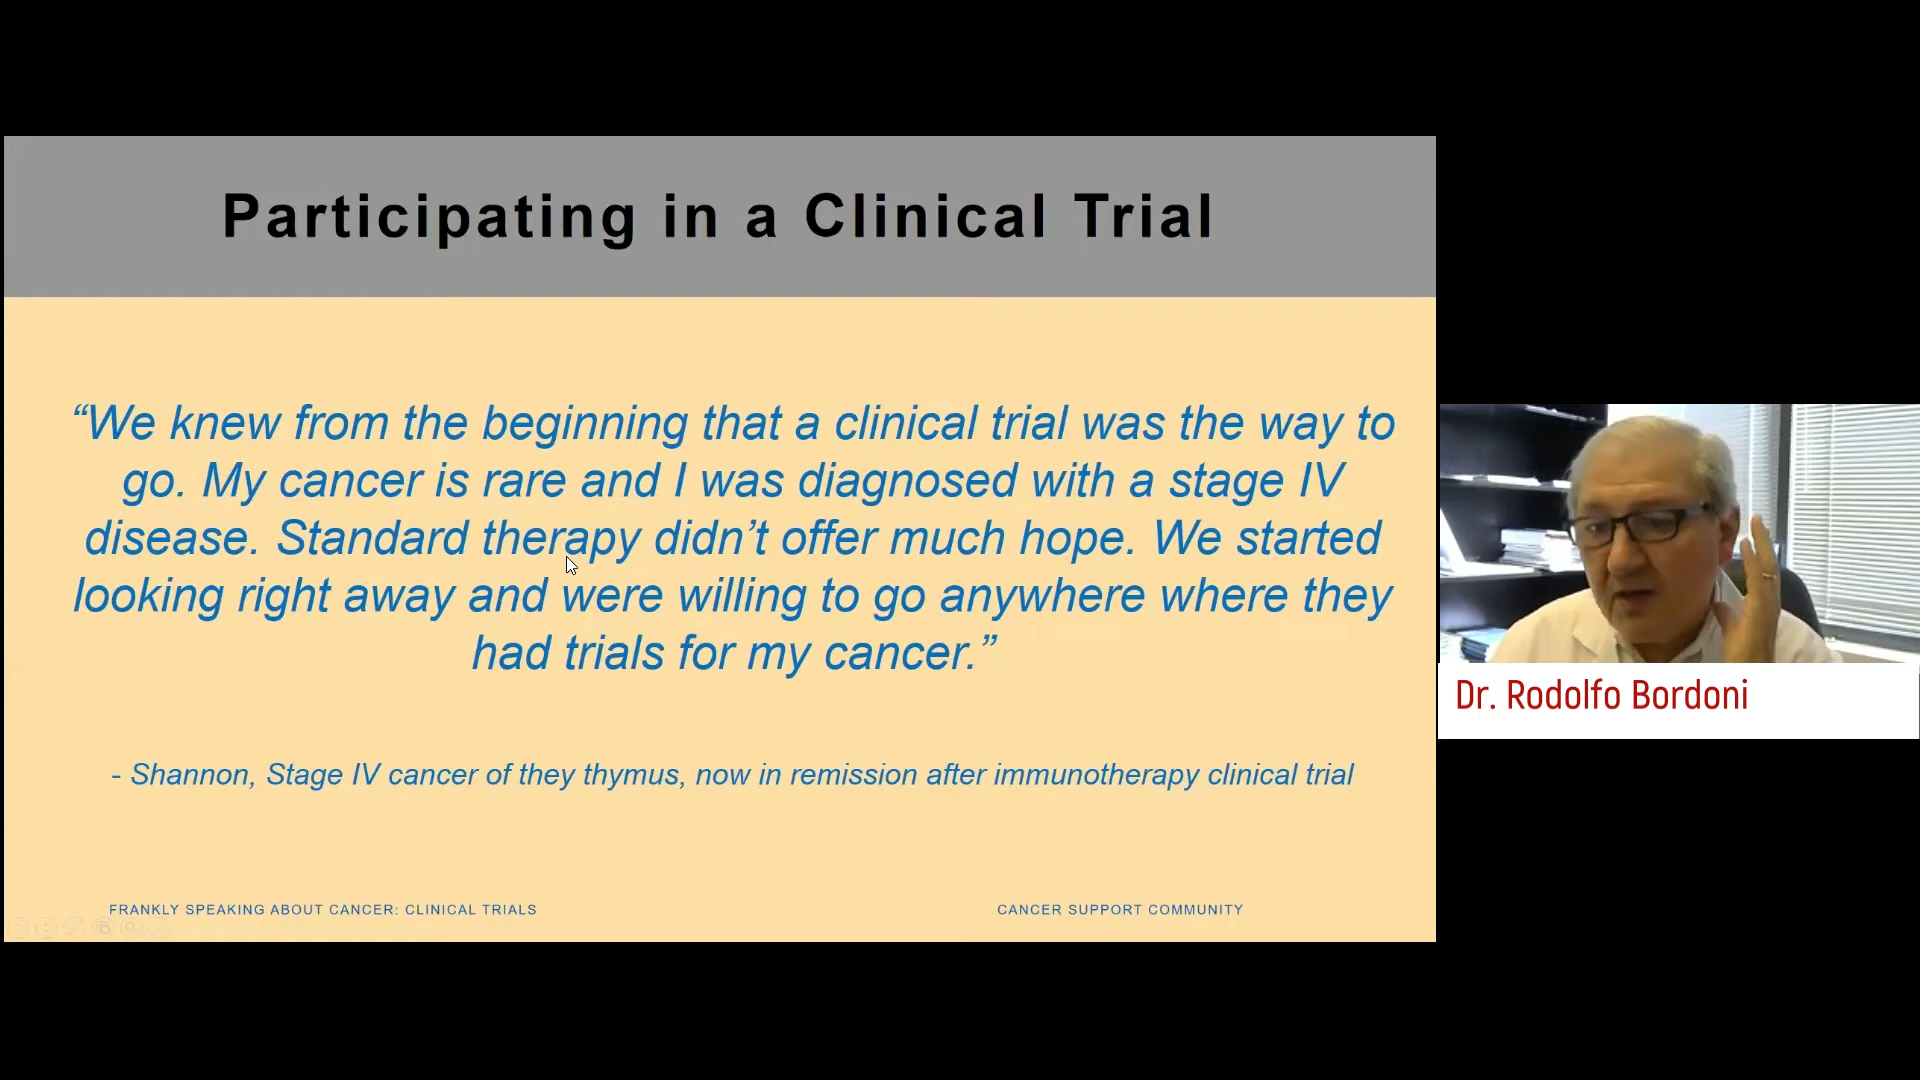 Participating in a Clinical Trial
“We knew from the beginning that a clinical trial was the way to
go. My cancer is rare and I was diagnosed with a stage IV
disease. Standard therapy didn’t offer much hope. We started
looking right away and were willing to go anywhere where they
had trials for my cancer.”
- Shannon, Stage IV cancer of they thymus, now in remission after immunotherapy clinical trial
FRANKLY SPEAKING ABOUT CANCER: CLINICAL TRIALS
CANCER SUPPORT COMMUNITY
Dr. Rodolfo Bordoni